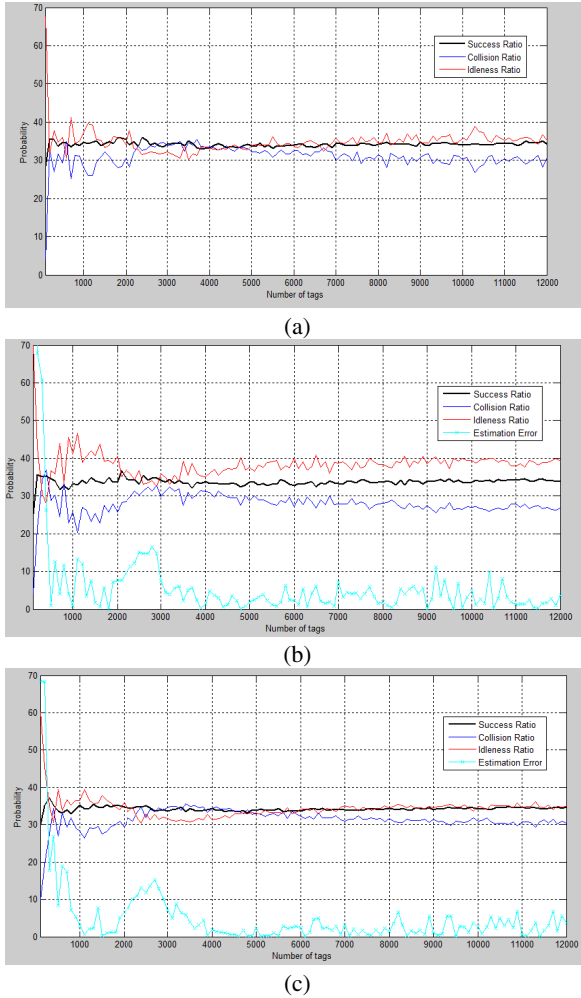 70
60
50
40
30
20
10
0
Probability
Success Ratio
Collision Ratio
Idleness Ratio
1000 2000 3000 4000 5000 6000 7000 8000 9000 10000 11000 12000
Number of tags
(a)
70
60
50
40
30
20
10
0
Probability
Success Ratio
Collision Ratio
Idleness Ratio
Estimation Error
1000 2000 3000 4000 5000 6000 7000 8000 9000 10000 11000 12000
Number of tags
(b)
70
60
50
40
30
20
10
0
Probability
Success Ratio
Collision Ratio
Idleness Ratio
Estimation Error
1000 2000 3000 4000 5000 6000 7000 8000 9000 10000 11000 12000
Number of tags
(c)